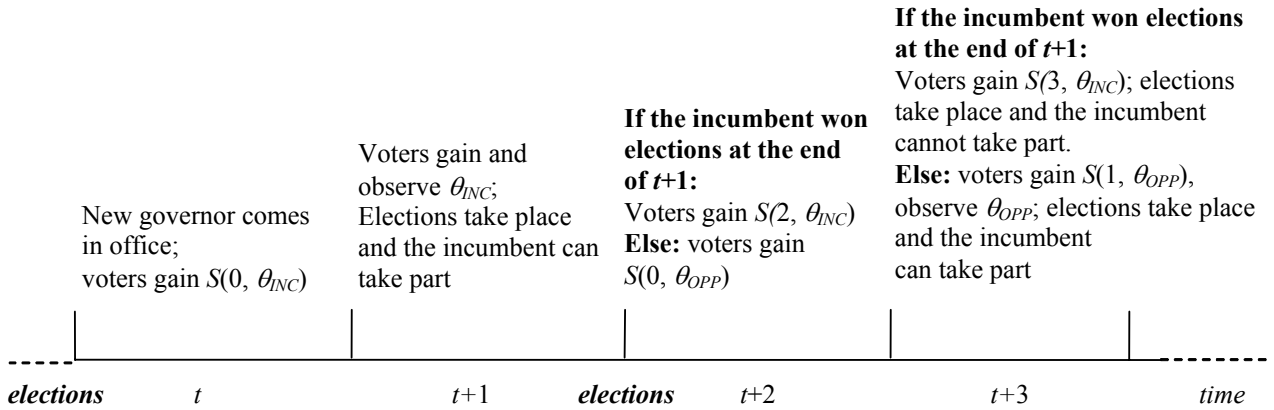 New governor comes
in office;
voters gain S(0, θINC)
Voters gain and
observe θINC;
Elections take place
and the incumbent can
take part
If the incumbent won
elections at the end
of t+1:
Voters gain S(2, θINC)
Else: voters gain
S(0, θOPP)
If the incumbent won elections
at the end of t+1:
Voters gain S(3, θINC); elections
take place and the incumbent
cannot take part.
Else: voters gain S(1, θOPP),
observe θOPP; elections take place
and the incumbent
can take part
elections t t+1 elections t+2 t+3 time